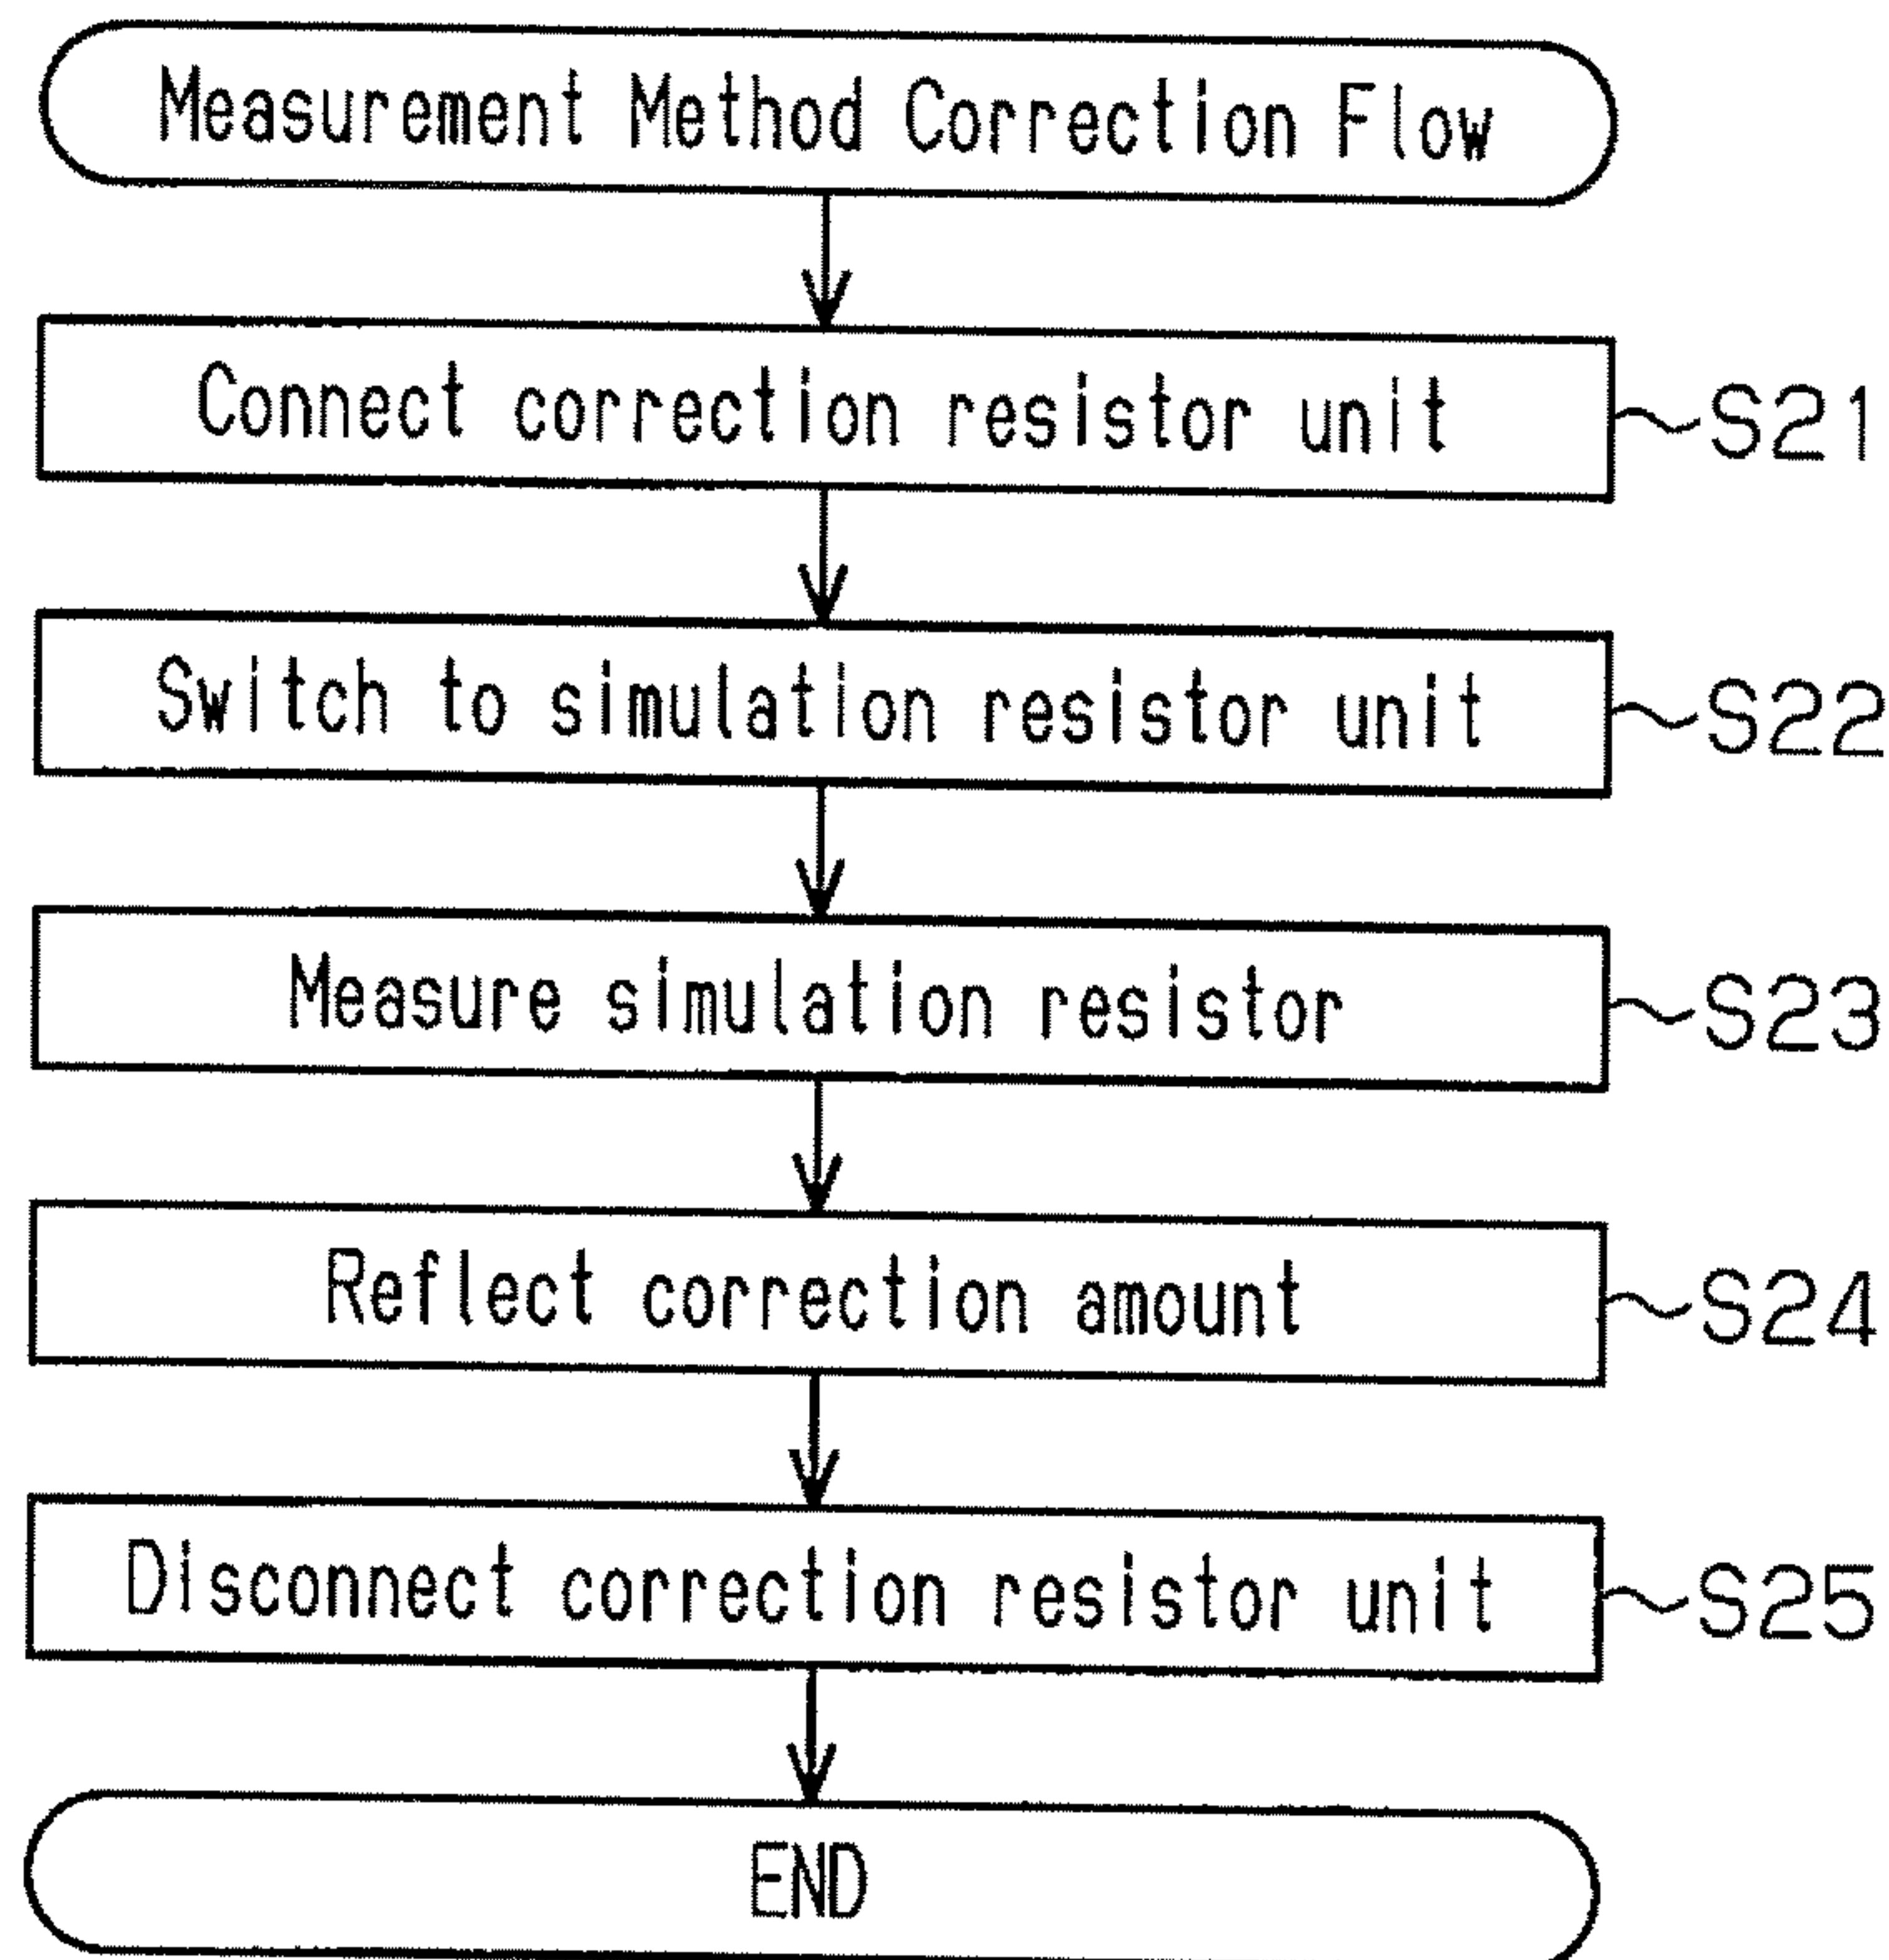 Measurement Method Correction Flow
Connect correction resistor unit
S21
Switch to simulation resistor unit
S22
Measure simulation resistor
S23
Reflect correction amount
S24
Disconnect correction resistor unit
S25
END